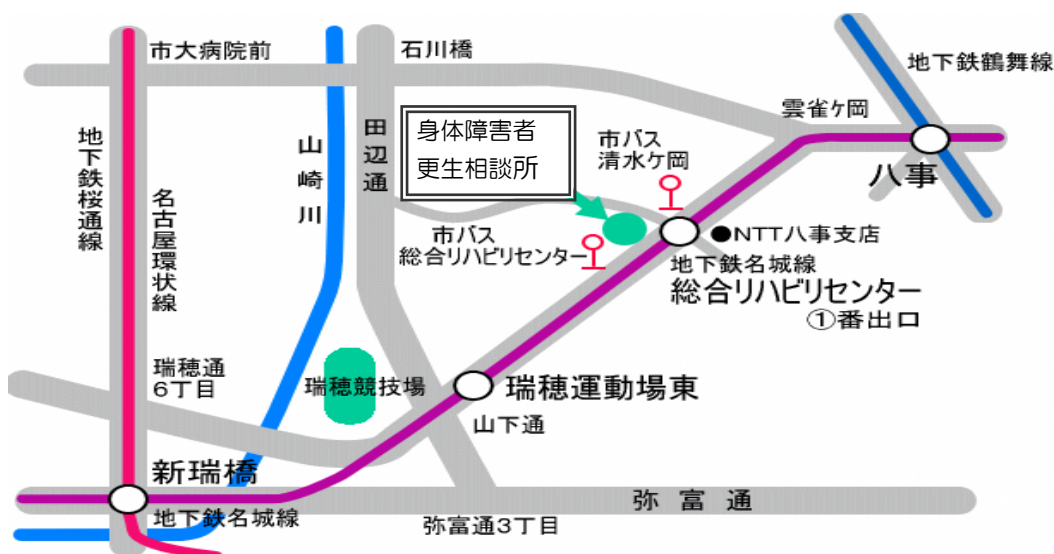 市大病院前
石川橋
地下鉄鶴舞線
雲雀ヶ岡
八事
地下鉄桜通線
名古屋環状線
山崎川
田辺通
身体障害者
更生相談所
市バス
清水ケ岡
市バス
総合リハビリセンター
●NTT八事支店
地下鉄名城線
総合リハビリセンター
①番出口
瑞穂通
6丁目
瑞穂競技場
瑞穂運動場東
山下通
新瑞橋
地下鉄名城線
弥富通3丁目
弥富通